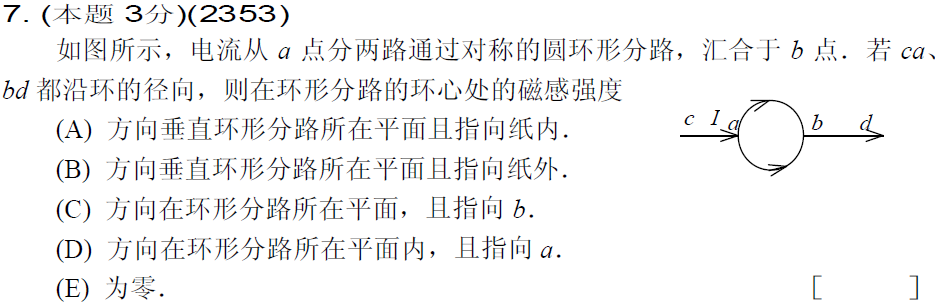 7. (本题 3分)(2353)
如图所示，电流从 a 点分两路通过对称的圆环形分路，汇合于 b 点．若 ca、
bd 都沿环的径向，则在环形分路的环心处的磁感强度
(A) 方向垂直环形分路所在平面且指向纸内．
(B) 方向垂直环形分路所在平面且指向纸外．
(C) 方向在环形分路所在平面，且指向 b．
(D) 方向在环形分路所在平面内，且指向 a．
(E) 为零．
[ ]
c I a b d